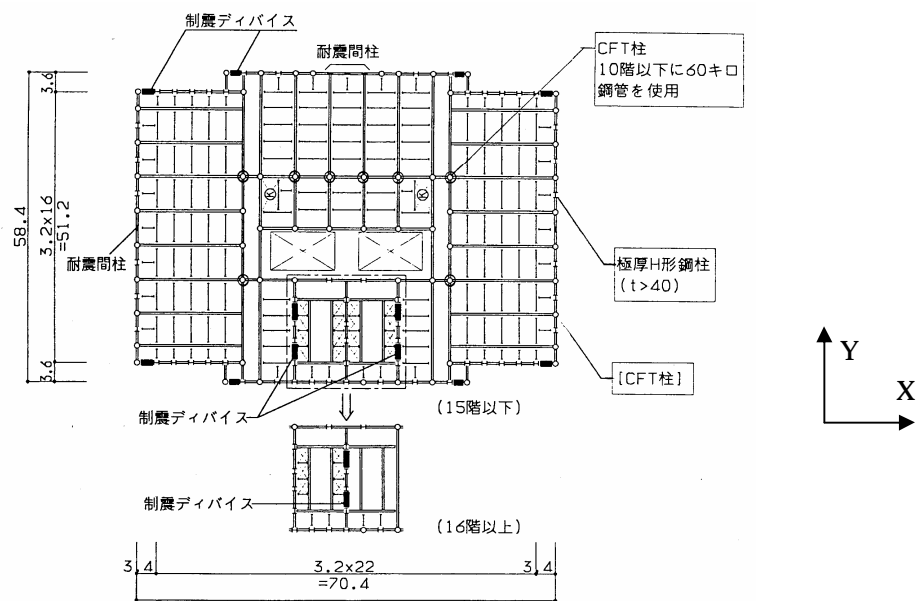 制震ディバイス
耐震間柱
CFT柱
10階以下に60キロ
鋼管を使用
3.6
58.4
3.2x16
=51.2
耐震間柱
極厚H形鋼柱
(t>40)
3.6
[CFT柱]
Y
X
制震ディバイス
(15階以下)
制震ディバイス
(16階以上)
3.4
3.2x22
3.4
=70.4